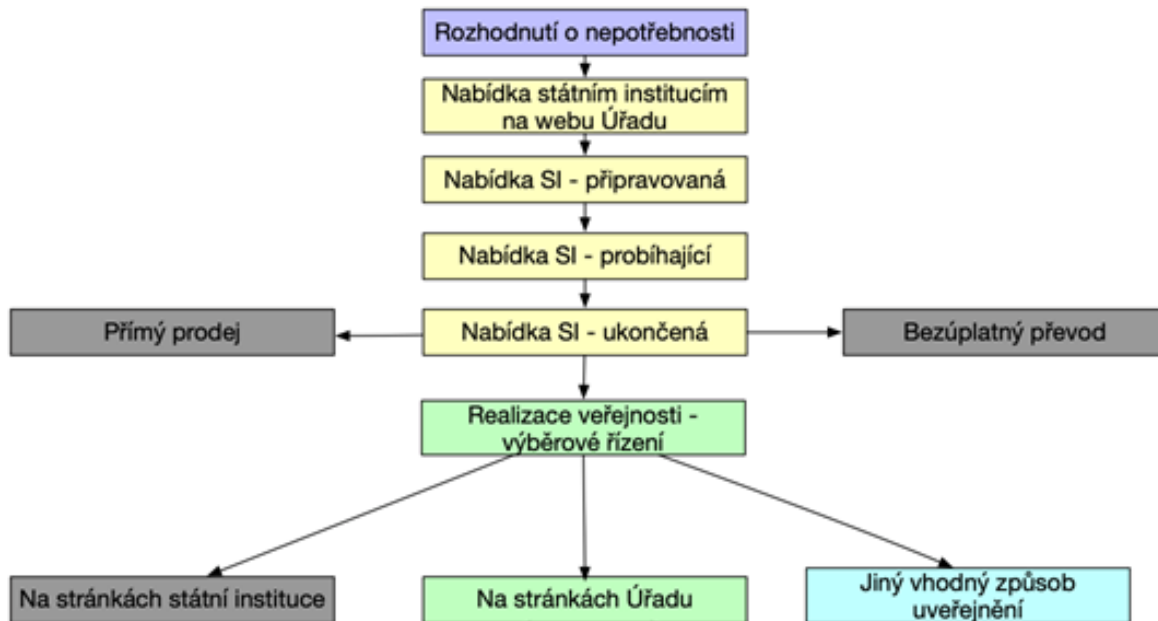 Rozhodnutí o nepotřebnosti
Nabídka státním institucím
na webu Úřadu
Nabídka SI - připravovaná
Nabídka SI - probíhající
Přímý prodej
Nabídka SI - ukončená
Bezúplatný převod
Realizace veřejnosti -
výběrové řízení
Na stránkách státní instituce
Na stránkách Úřadu
Jiný vhodný způsob
uveřejnění